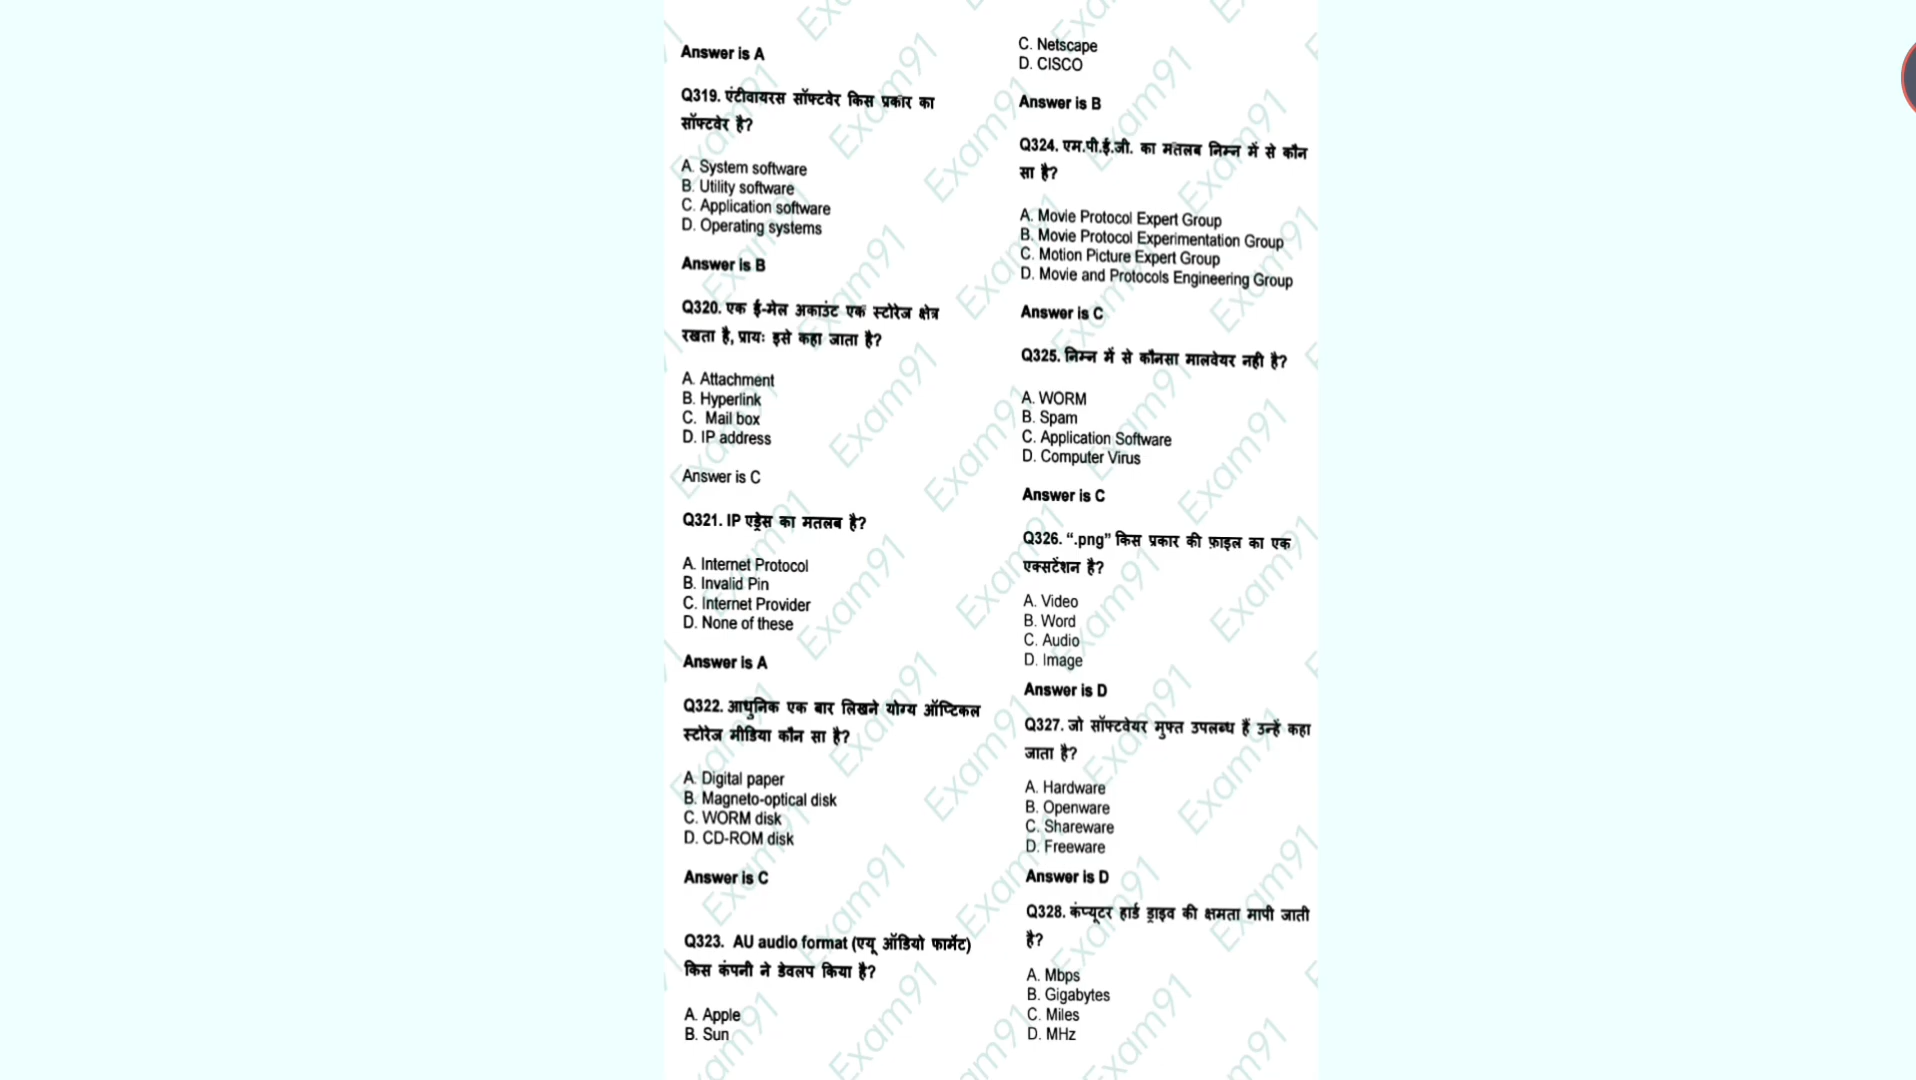 Answer is A
Q319. एंटीवायरस सॉफ्टवेर किस प्रकार का
सॉफ्टवेर है?
A. System software
B. Utility software
C. Application software
D. Operating systems
Answer is B
Q320. एक ई-मेल अकाउंट एक स्टोरेज क्षेत्र
रखता है, प्रायः इसे कहा जाता है?
A. Attachment
B. Hyperlink
C. Mail box
D. IP address
Answer is C
Q321. IP एड्रेस का मतलब है?
A. Internet Protocol
B. Invalid Pin
C. Internet Provider
D. None of these
Answer is A
Q322. आधुनिक एक बार लिखने योग्य ऑप्टिकल
स्टोरेज मीडिया कौन सा है?
A. Digital paper
B. Magneto-optical disk
C. WORM disk
D. CD-ROM disk
Answer is C
Q323. AU audio format (एयू ऑडियो फार्मेट)
किस कंपनी ने डेवलप किया है?
A. Apple
B. Sun
C. Netscape
D. CISCO
Answer is B
Q324. एम.पी.ई.जी. का मतलब निम्न में से कौन
सा है?
A. Movie Protocol Expert Group
B. Movie Protocol Experimentation Group
C. Motion Picture Expert Group
D. Movie and Protocols Engineering Group
Answer is C
Q325. निम्न में से कौनसा मालवेयर नही है?
A. WORM
B. Spam
C. Application Software
D. Computer Virus
Answer is C
Q326. “.png” किस प्रकार की फ़ाइल का एक
एक्सटेंशन है?
A. Video
B. Word
C. Audio
D. Image
Answer is D
Q327. जो सॉफ्टवेयर मुफ्त उपलब्ध हैं उन्हें कहा
जाता है?
A. Hardware
B. Openware
C. Shareware
D. Freeware
Answer is D
Q328. कंप्यूटर हार्ड ड्राइव की क्षमता मापी जाती
है?
A. Mbps
B. Gigabytes
C. Miles
D. MHz
Exam91